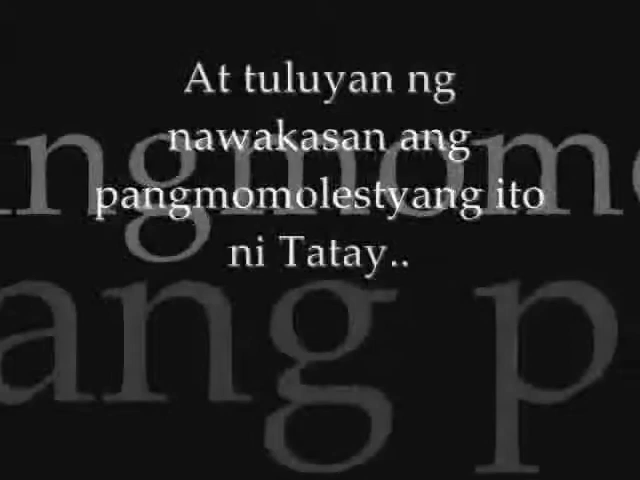 At tuluyan ng
nawakasan ang
pangmomolestyang ito
ni Tatay..